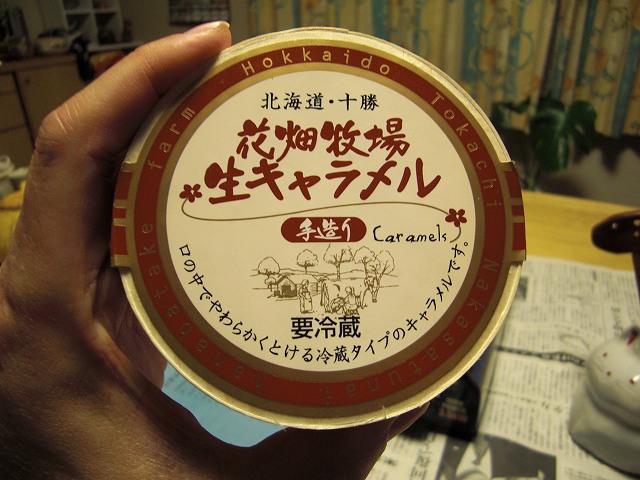 Hokkaido Tokachi Nakasatunai hanabatake farm
北海道・十勝
花畑牧場
生キャラメル
手造り Caramels
要冷蔵
口の中でやわらかくとける冷蔵タイプのキャラメルです。